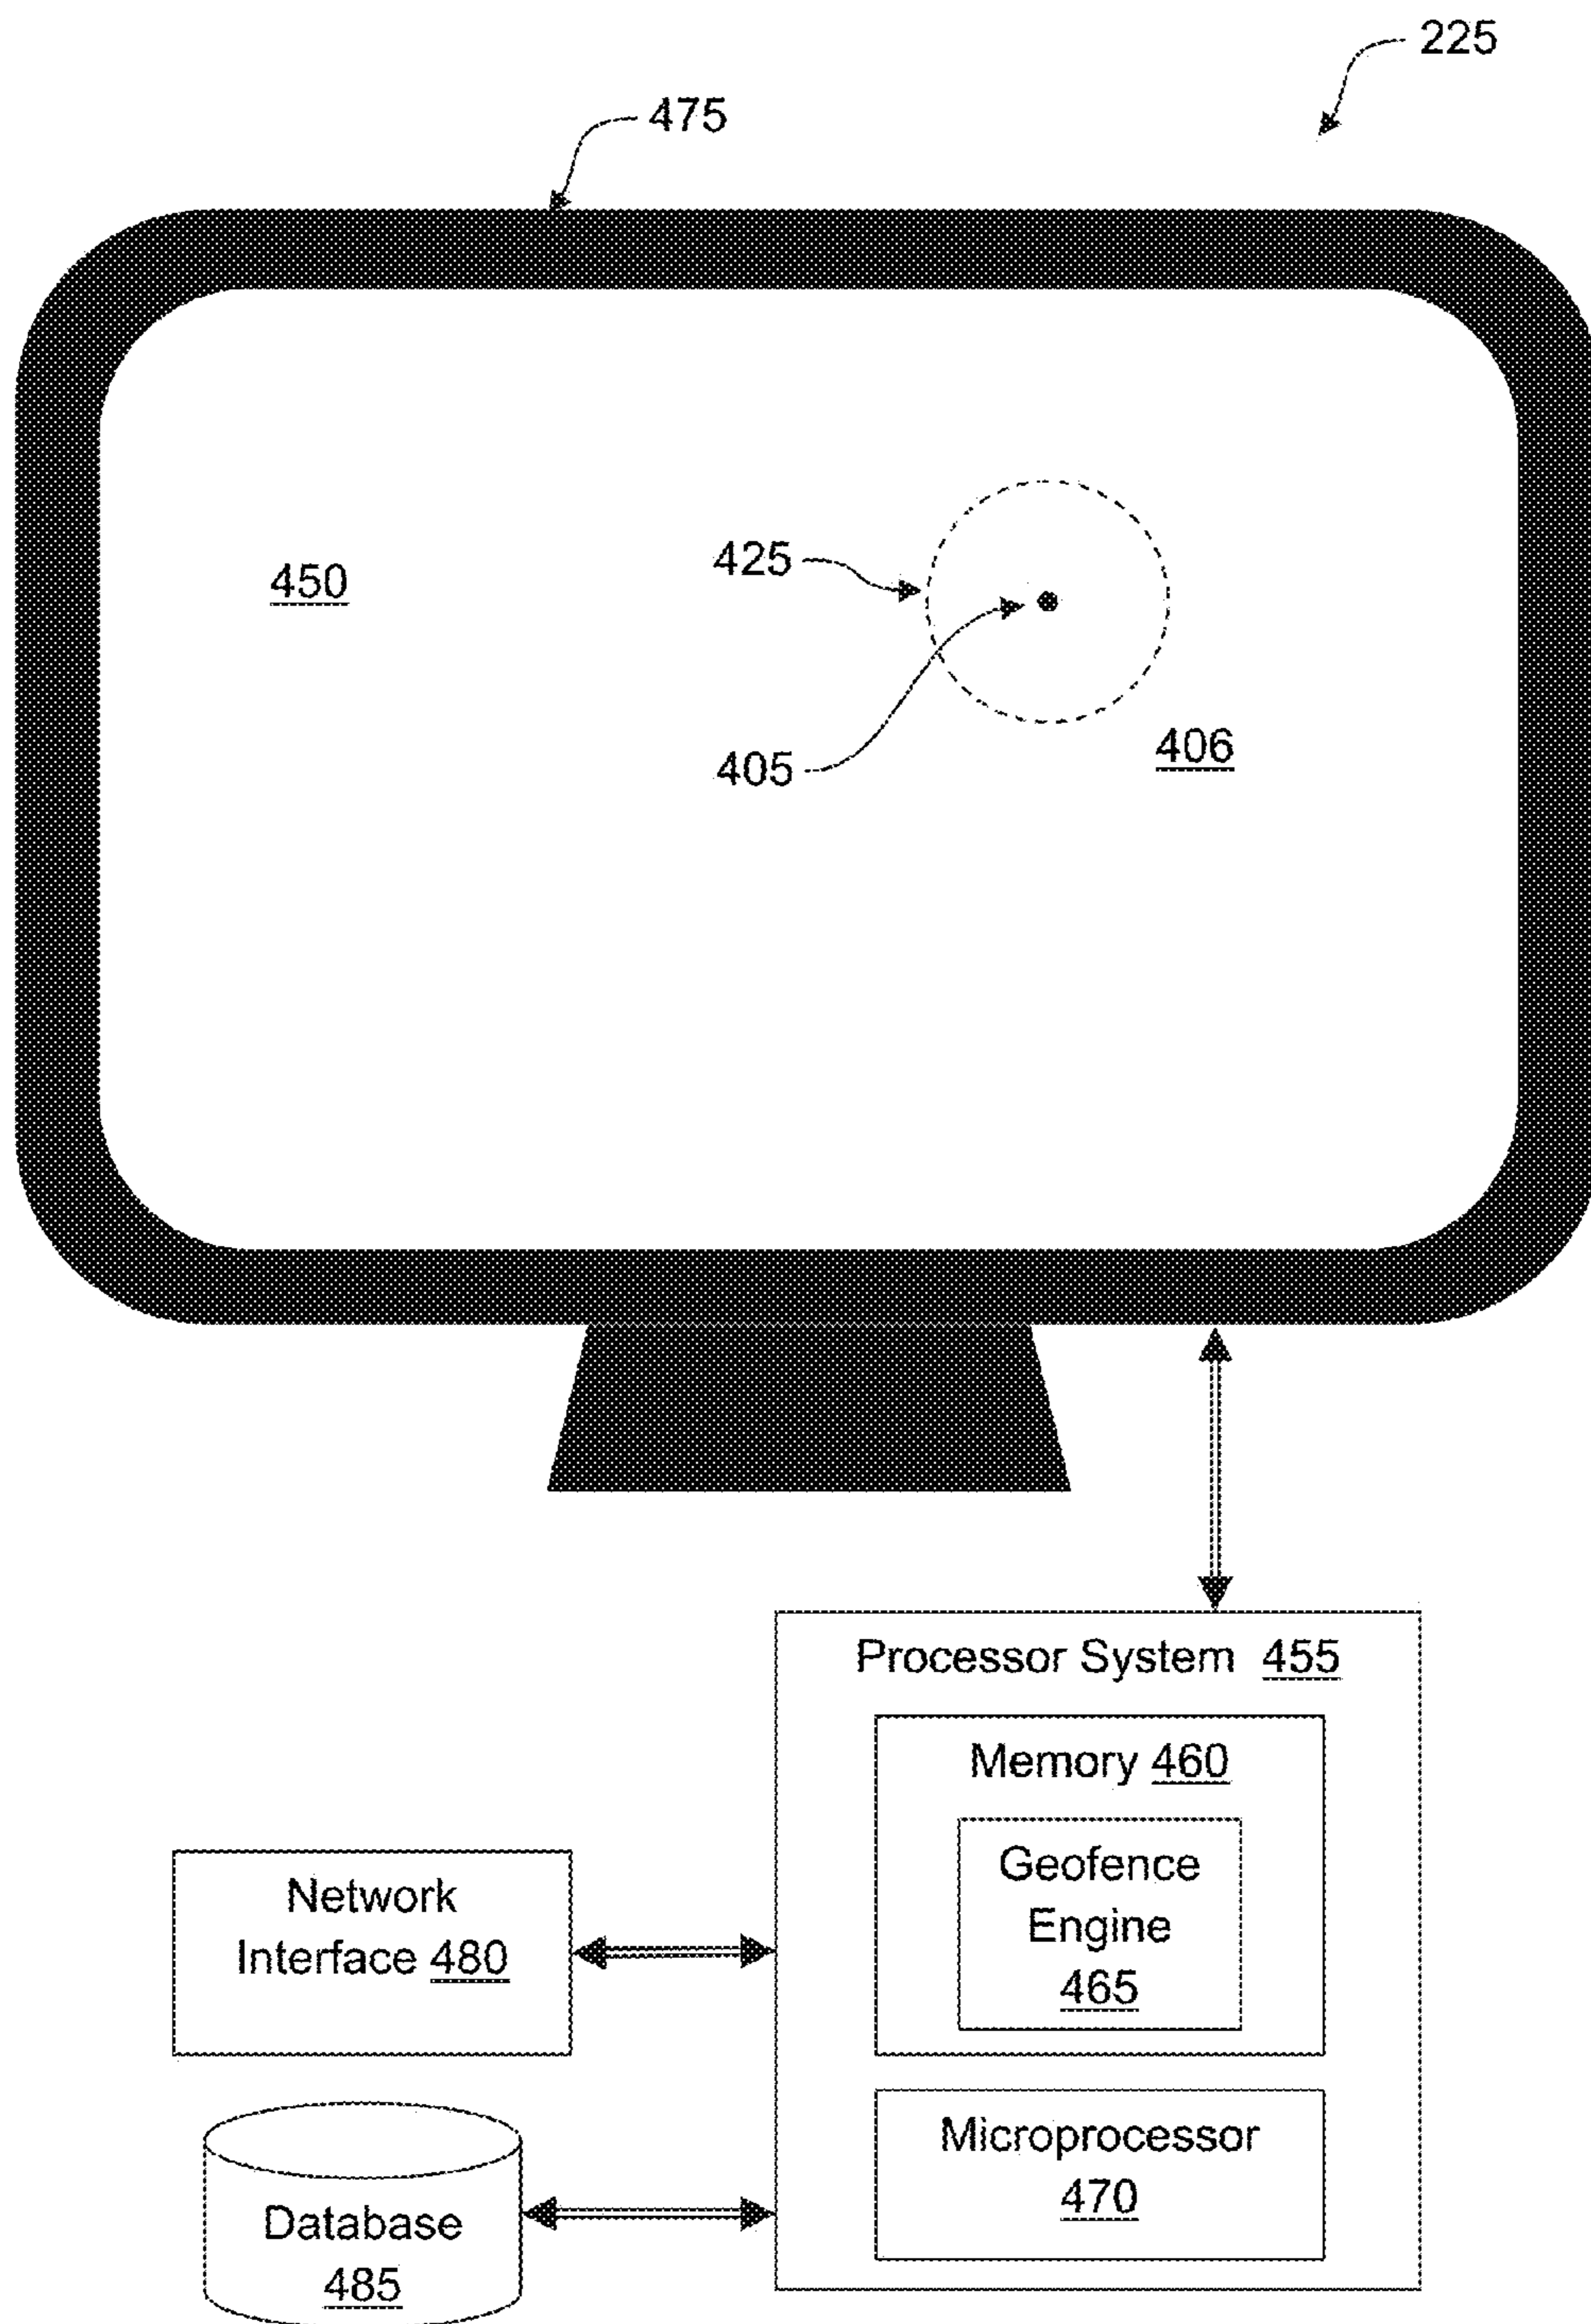 225
475
450
425
405
406
Processor System 455
Memory 460
Geofence
Engine
465
Network
Interface 480
Microprocessor
470
Database
485